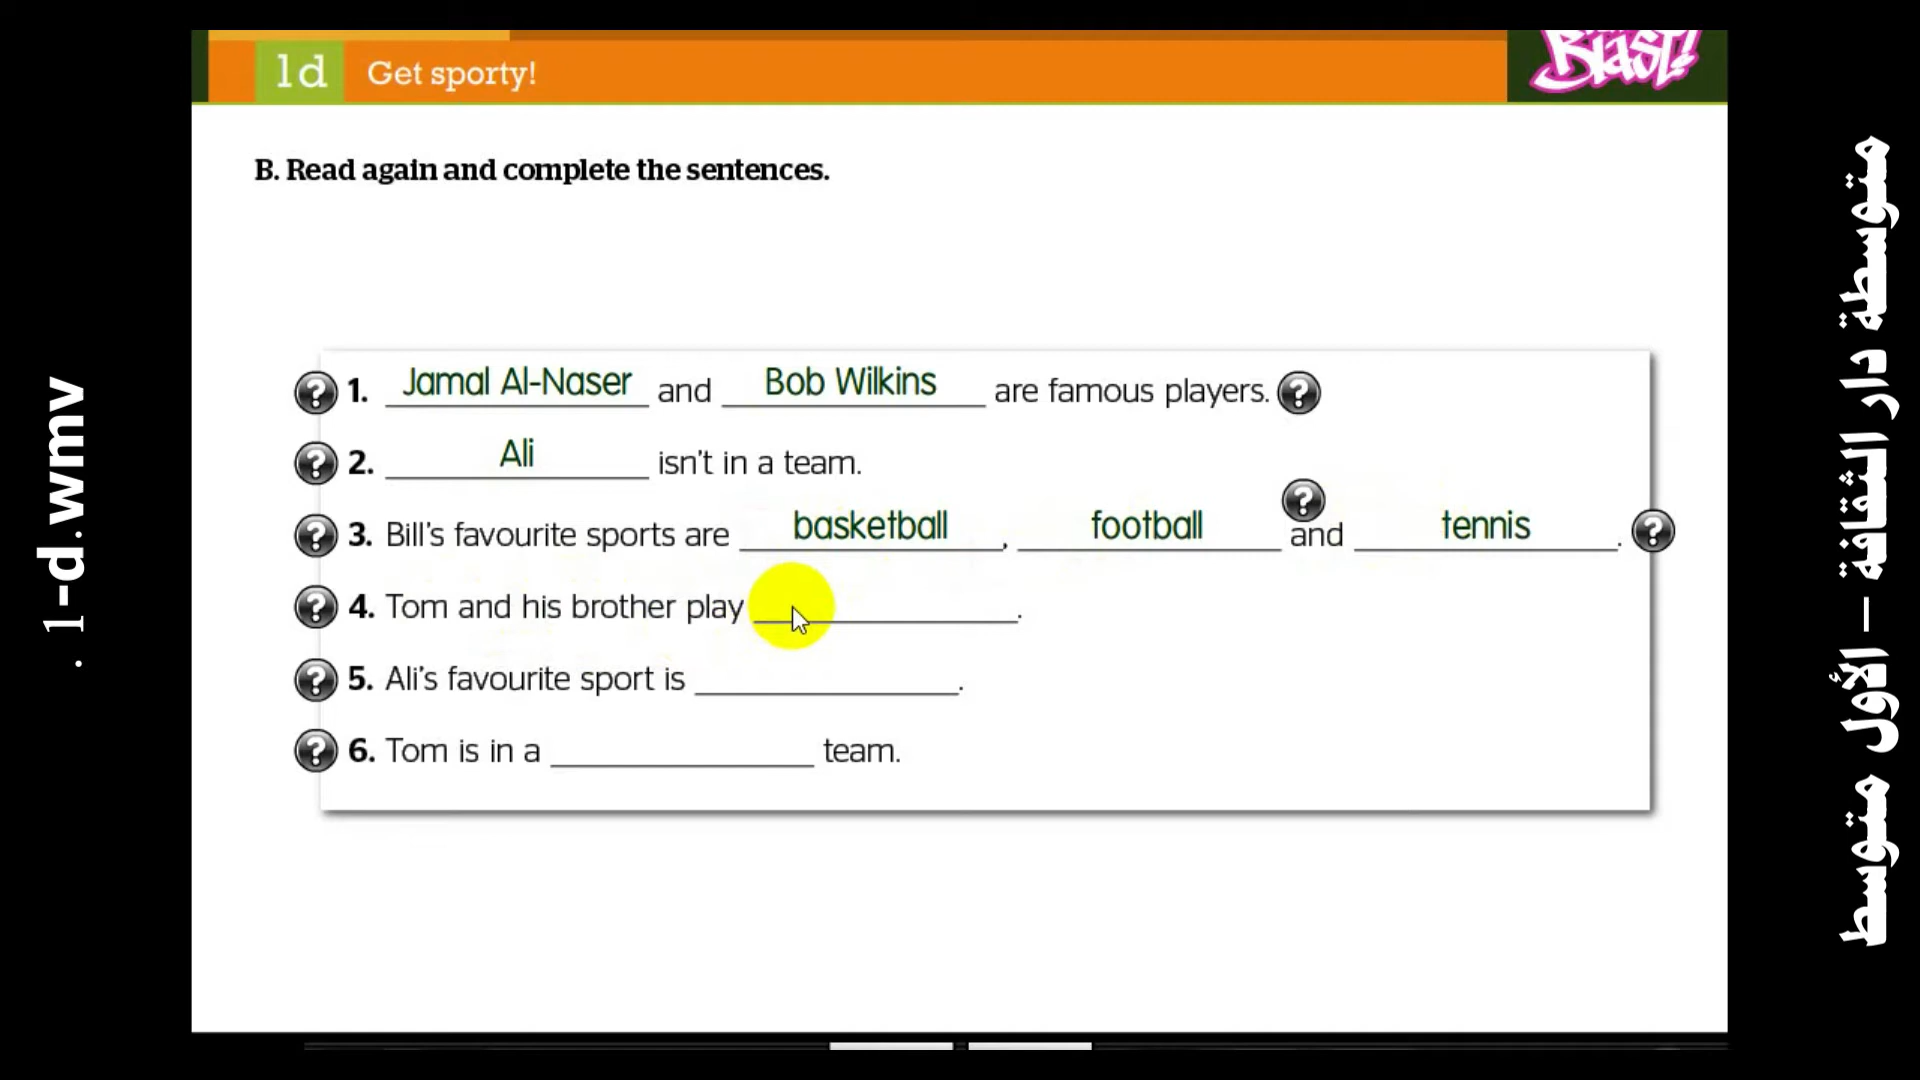 1d Get sporty!
Blast!
B. Read again and complete the sentences.
1. Jamal Al-Naser and Bob Wilkins are famous players.
2. Ali isn't in a team.
3. Bill's favourite sports are basketball, football and tennis.
4. Tom and his brother play ____________.
5. Ali's favourite sport is ____________.
6. Tom is in a ____________ team.
. 1-d.wmv
متوسطة دار الثقافة – الأول متوسط